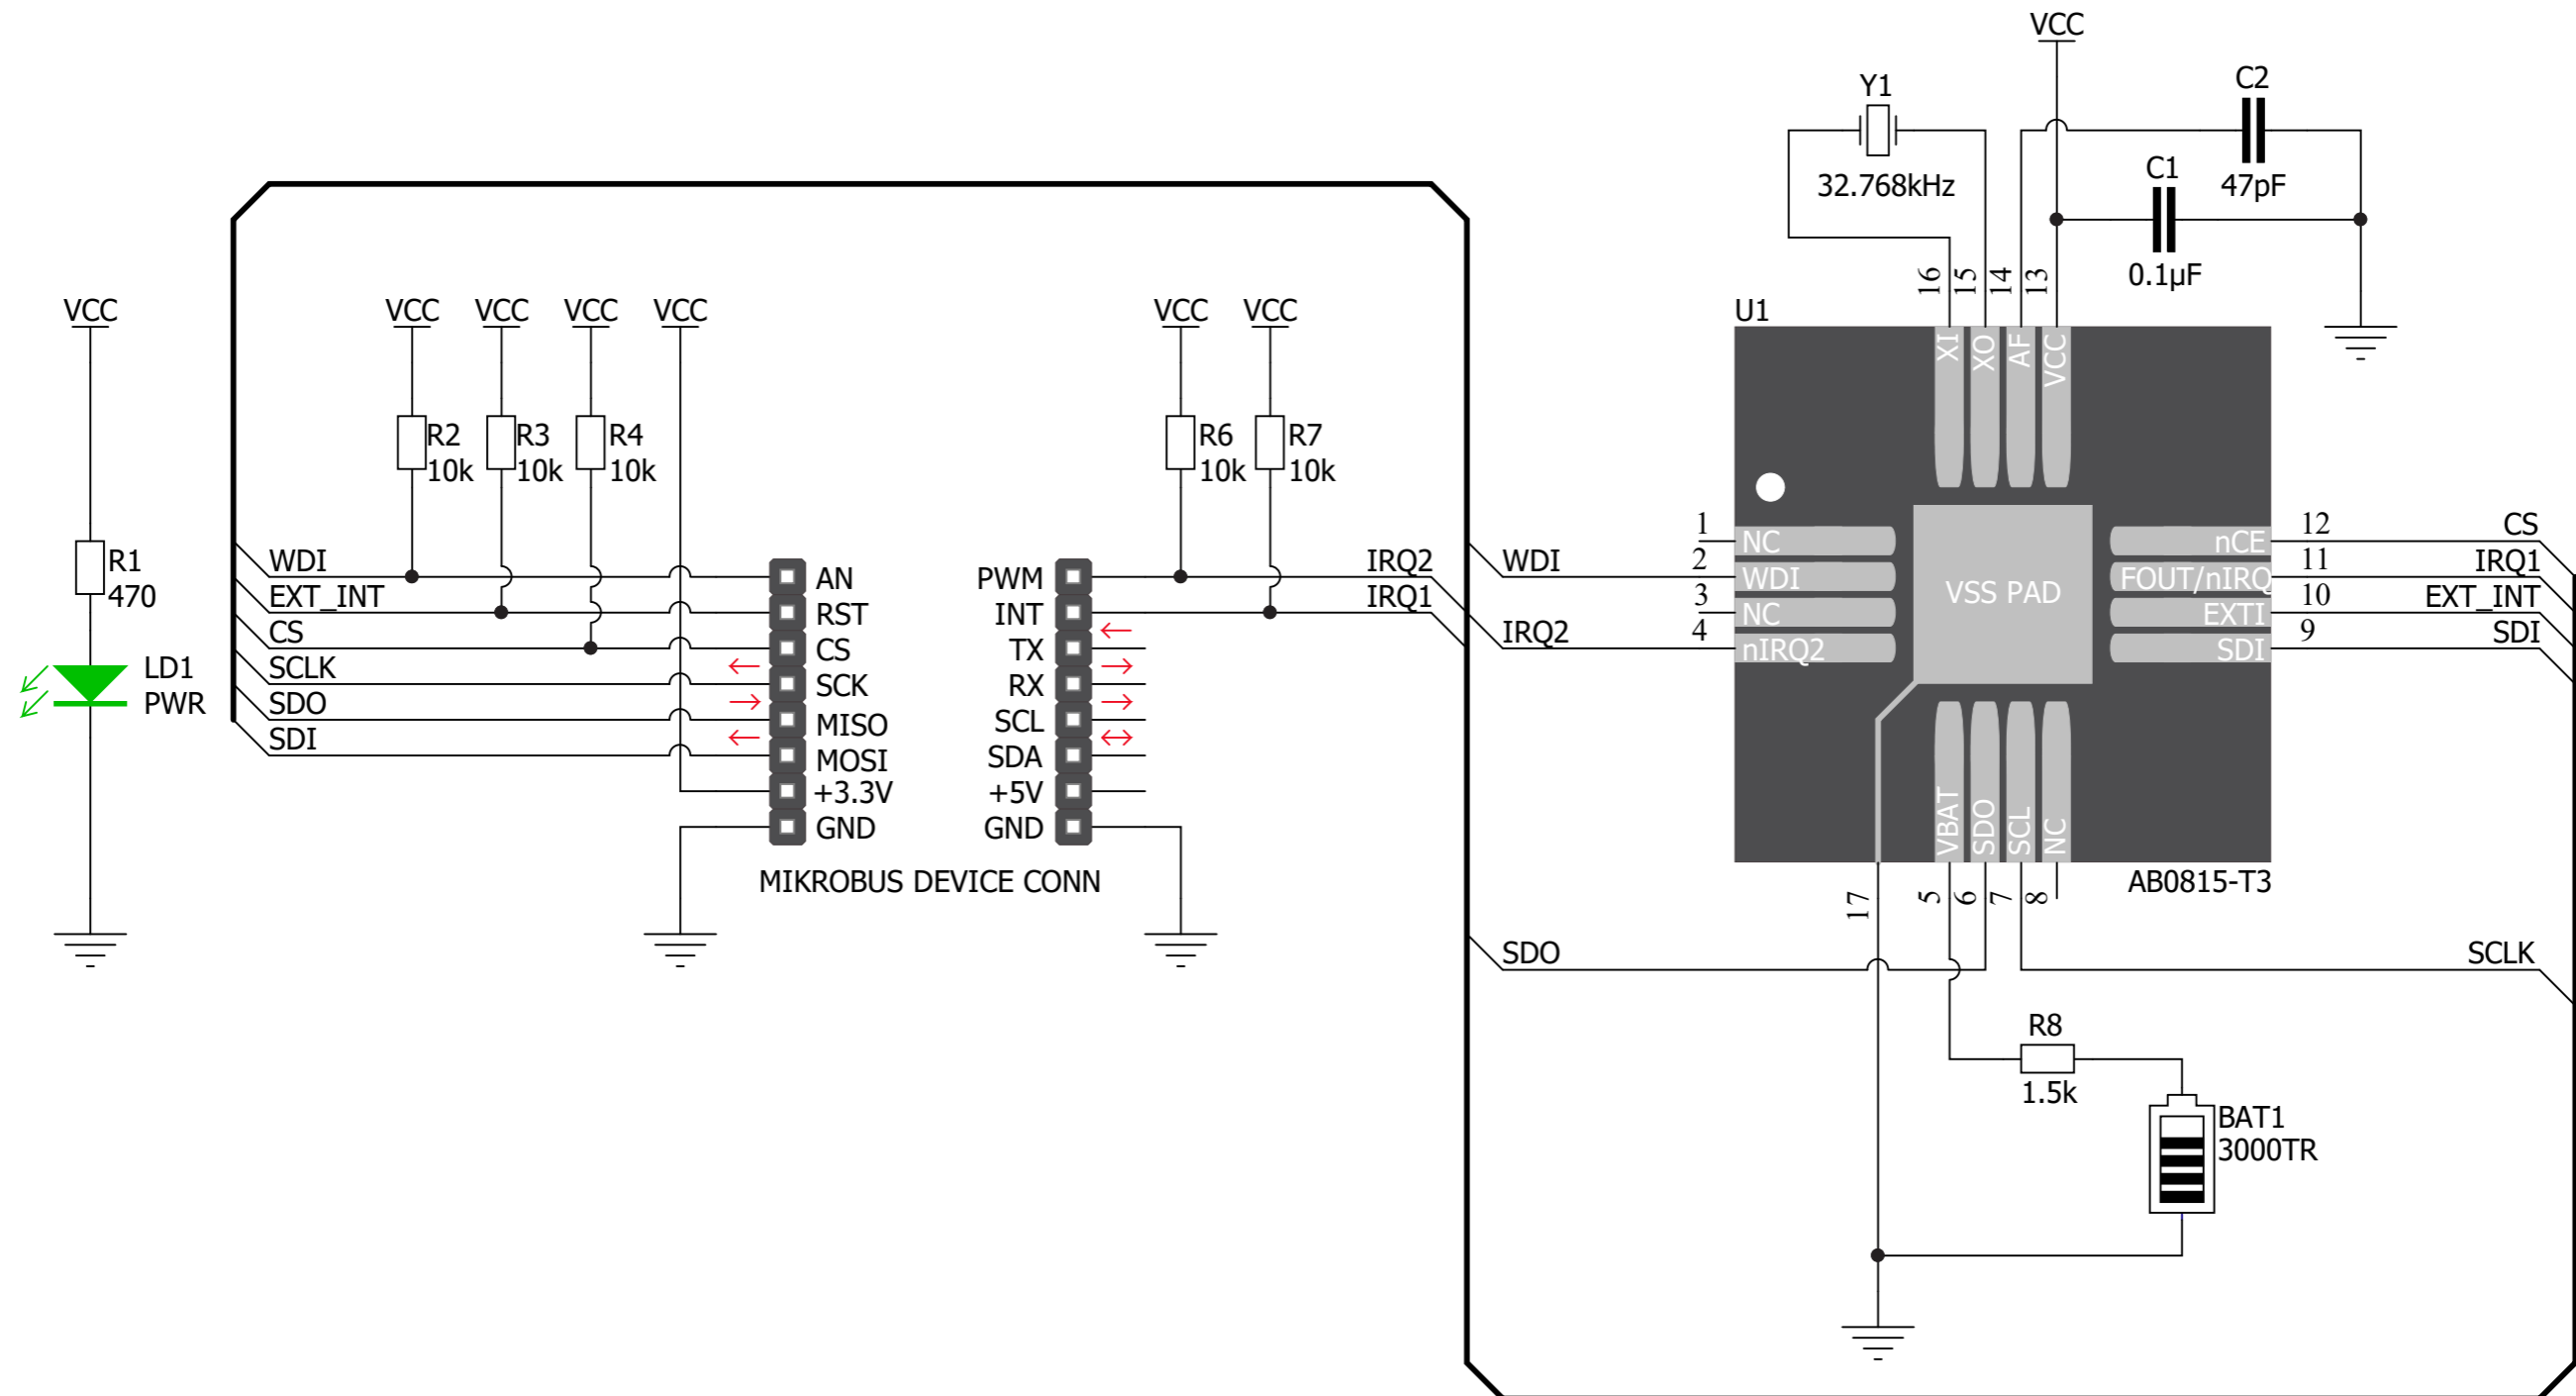 VCC
R1
470
LD1
PWR
VCC
VCC
VCC
VCC
R2
10k
R3
10k
R4
10k
WDI
EXT_INT
CS
SCLK
SDO
SDI
AN
RST
CS
SCK
MISO
MOSI
+3.3V
GND
PWM
INT
TX
RX
SCL
SDA
+5V
GND
MIKROBUS DEVICE CONN
VCC
VCC
R6
10k
R7
10k
IRQ2
IRQ1
WDI
IRQ2
SDO
VCC
Y1
32.768kHz
C2
47pF
C1
0.1µF
16
15
14
13
U1
XI
XO
AF
VCC
1
2
3
4
NC
WDI
NC
nIRQ2
VSS PAD
nCE
FOUT/nIRQ
EXTI
SDI
12
11
10
9
CS
IRQ1
EXT_INT
SDI
VBAT
SDO
SCL
NC
AB0815-T3
17
5
6
7
8
SCLK
R8
1.5k
BAT1
3000TR